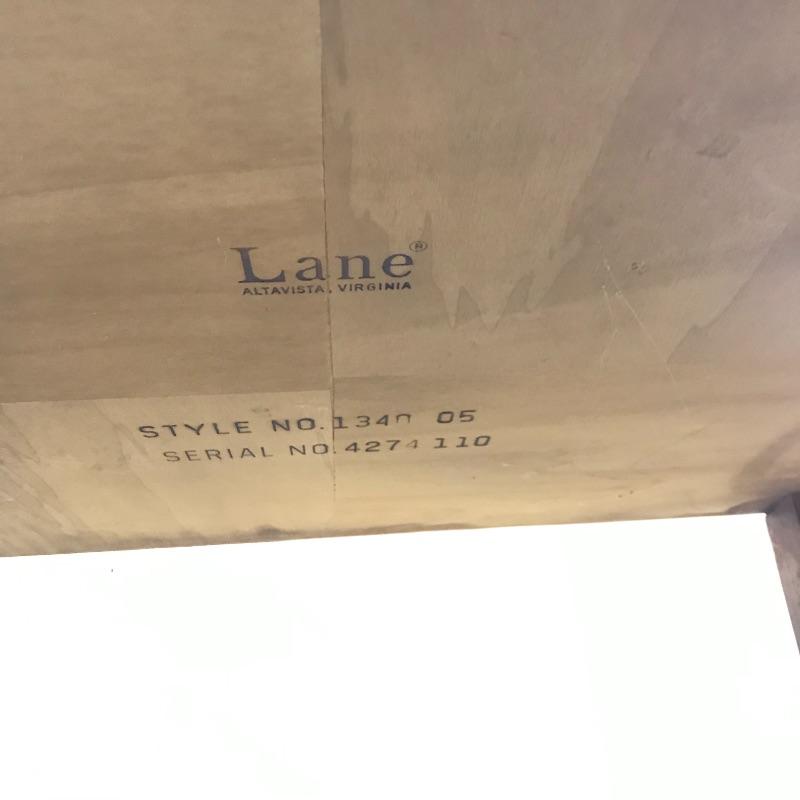 Lane®
ALTAVISTA, VIRGINIA
STYLE NO. 1340 05
SERIAL NO. 4274 110